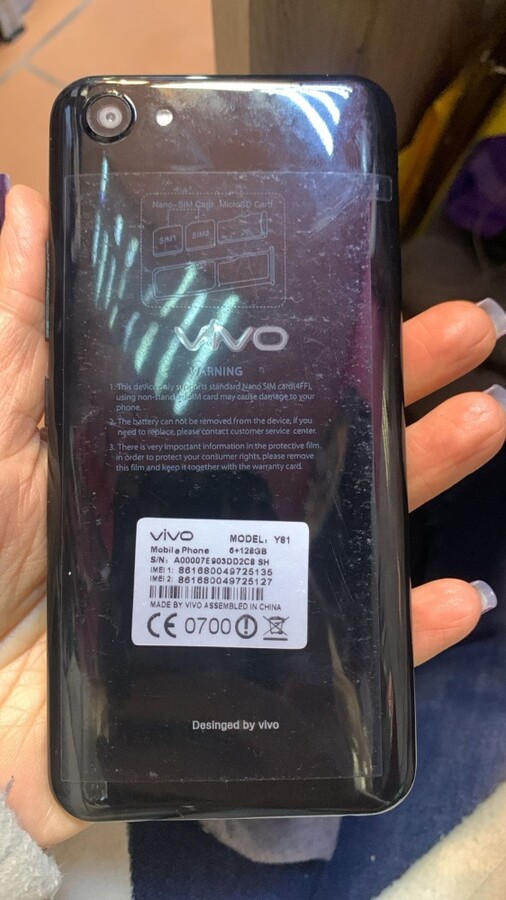 Nano-SIM Card MicroSD Card
SIM1 SIM2
VIVO
WARNING
1. This device only supports standard Nano SIM card(4FF),
using non-standard SIM card may cause damage to your
phone.
2. The battery can not be removed from the device, if you
need to replace, please contact customer service center.
3. There is very important information in the protective film.
in order to protect your consumer rights, please remove
this film and keep it together with the warranty card.
vivo MODEL: Y81
Mobile Phone 6+128GB
S/N: A00007E903DD2C8 SH
IMEI 1: 861680049725135
IMEI 2: 861680049725127
MADE BY VIVO ASSEMBLED IN CHINA
CE 0700
Desinged by vivo